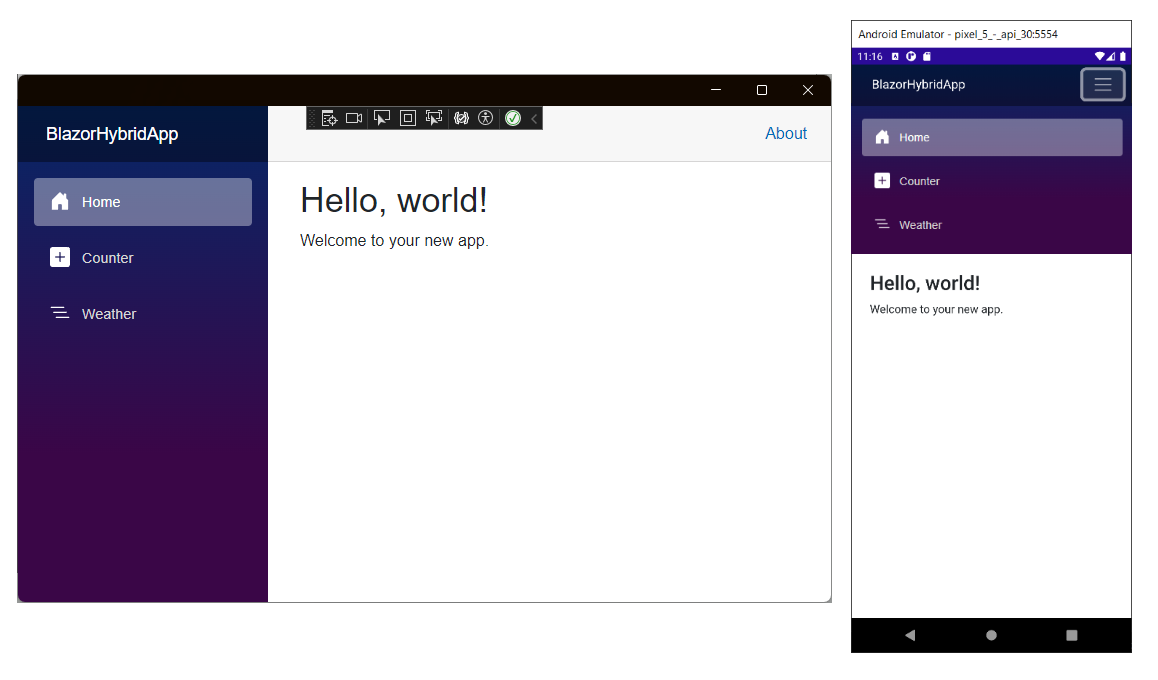 BlazorHybridApp
About
Home
Counter
Weather
Hello, world!
Welcome to your new app.
Android Emulator - pixel_5_-_api_30:5554
11:16
BlazorHybridApp
Home
Counter
Weather
Hello, world!
Welcome to your new app.